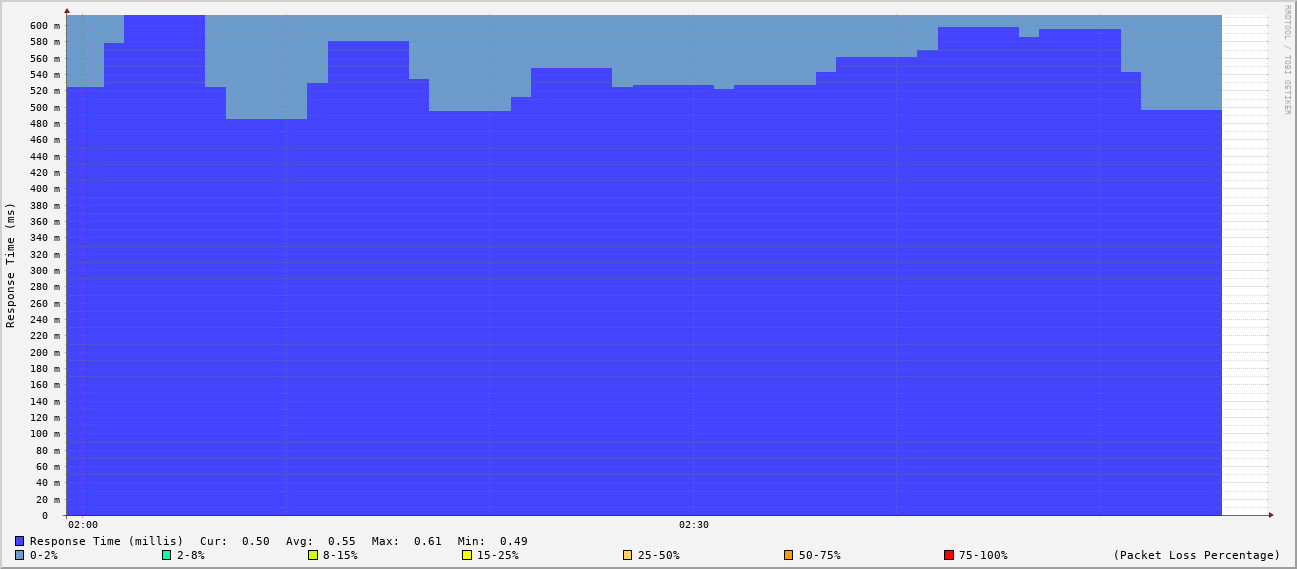 RRDTOOL / TOBI OETIKER
Response Time (ms)
600 m
580 m
560 m
540 m
520 m
500 m
480 m
460 m
440 m
420 m
400 m
380 m
360 m
340 m
320 m
300 m
280 m
260 m
240 m
220 m
200 m
180 m
160 m
140 m
120 m
100 m
80 m
60 m
40 m
20 m
0
02:00 02:30
Response Time (millis) Cur: 0.50 Avg: 0.55 Max: 0.61 Min: 0.49
0-2% 2-8% 8-15% 15-25% 25-50% 50-75% 75-100% (Packet Loss Percentage)